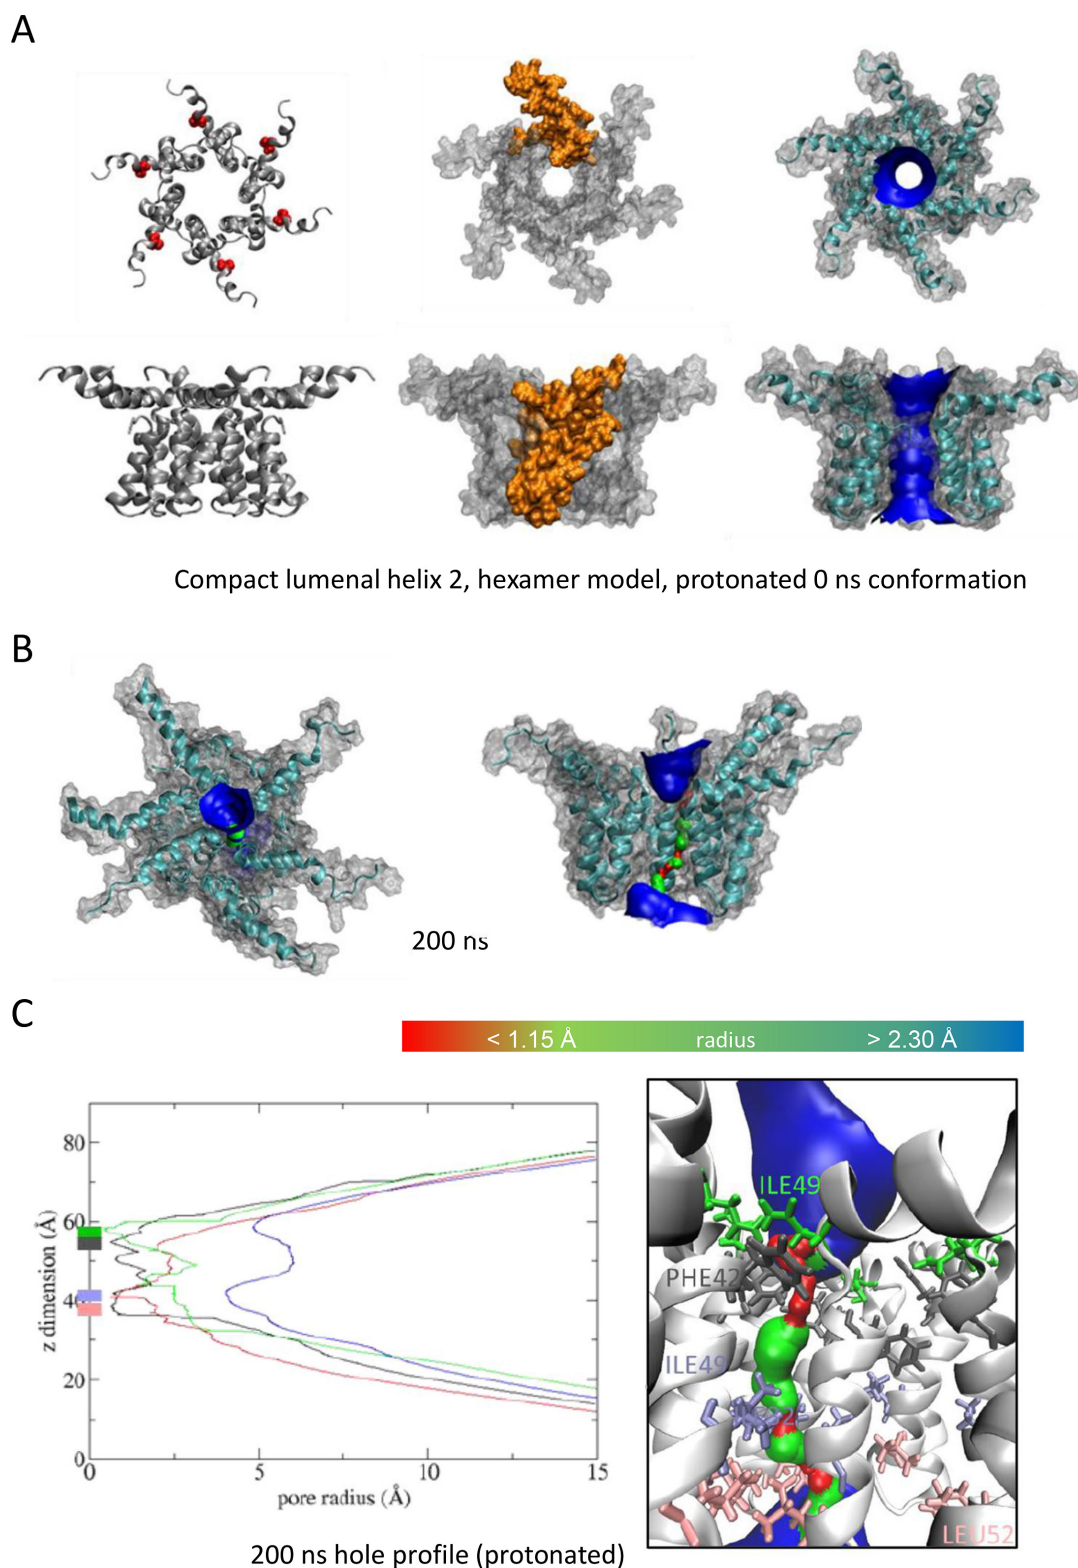 A
Compact lumenal helix 2, hexamer model, protonated 0 ns conformation
B
200 ns
C
< 1.15 Å radius > 2.30 Å
80
60
40
20
0
z dimension (Å)
0 5 10 15
pore radius (Å)
ILE49
PHE42
ILE49
2
LEU52
200 ns hole profile (protonated)